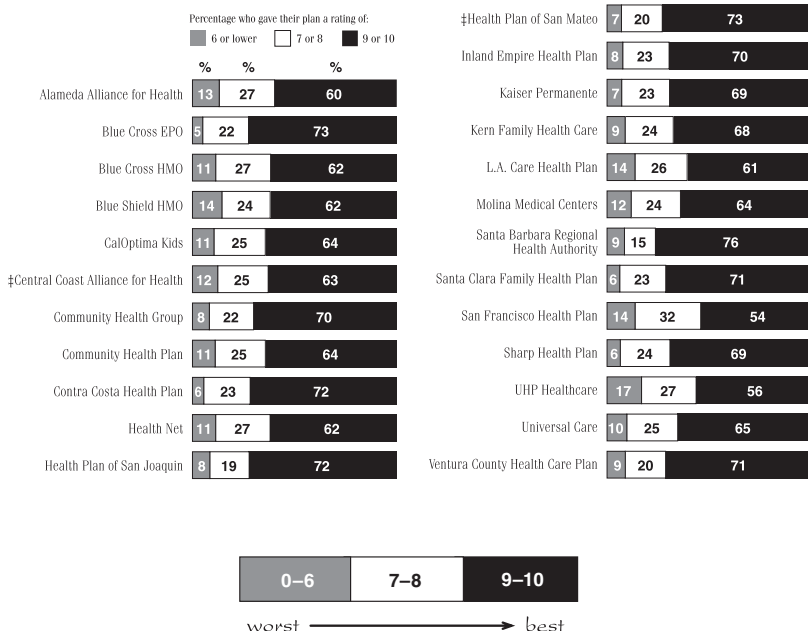 Percentage who gave their plan a rating of:
6 or lower 7 or 8 9 or 10
% % %
Alameda Alliance for Health 13 27 60
Blue Cross EPO 5 22 73
Blue Cross HMO 11 27 62
Blue Shield HMO 14 24 62
CalOptima Kids 11 25 64
‡Central Coast Alliance for Health 12 25 63
Community Health Group 8 22 70
Community Health Plan 11 25 64
Contra Costa Health Plan 6 23 72
Health Net 11 27 62
Health Plan of San Joaquin 8 19 72
‡Health Plan of San Mateo 7 20 73
Inland Empire Health Plan 8 23 70
Kaiser Permanente 7 23 69
Kern Family Health Care 9 24 68
L.A. Care Health Plan 14 26 61
Molina Medical Centers 12 24 64
Santa Barbara Regional
Health Authority 9 15 76
Santa Clara Family Health Plan 6 23 71
San Francisco Health Plan 14 32 54
Sharp Health Plan 6 24 69
UHP Healthcare 17 27 56
Universal Care 10 25 65
Ventura County Health Care Plan 9 20 71
0–6 7–8 9–10
worst best